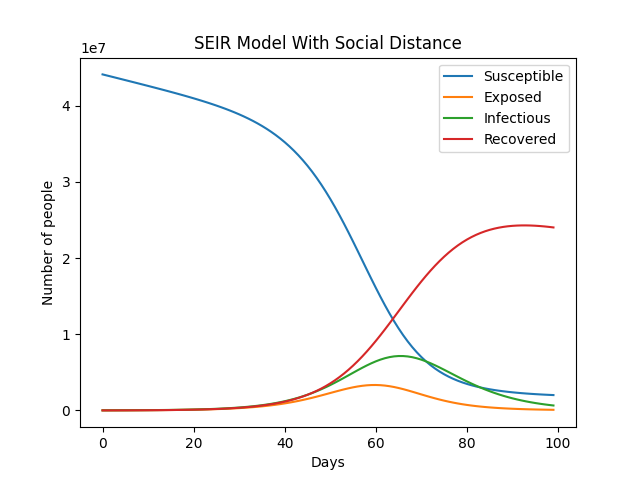 SEIR Model With Social Distance
1e7
Susceptible
Exposed
Infectious
Recovered
Number of people
4
3
2
1
0
0 20 40 60 80 100
Days